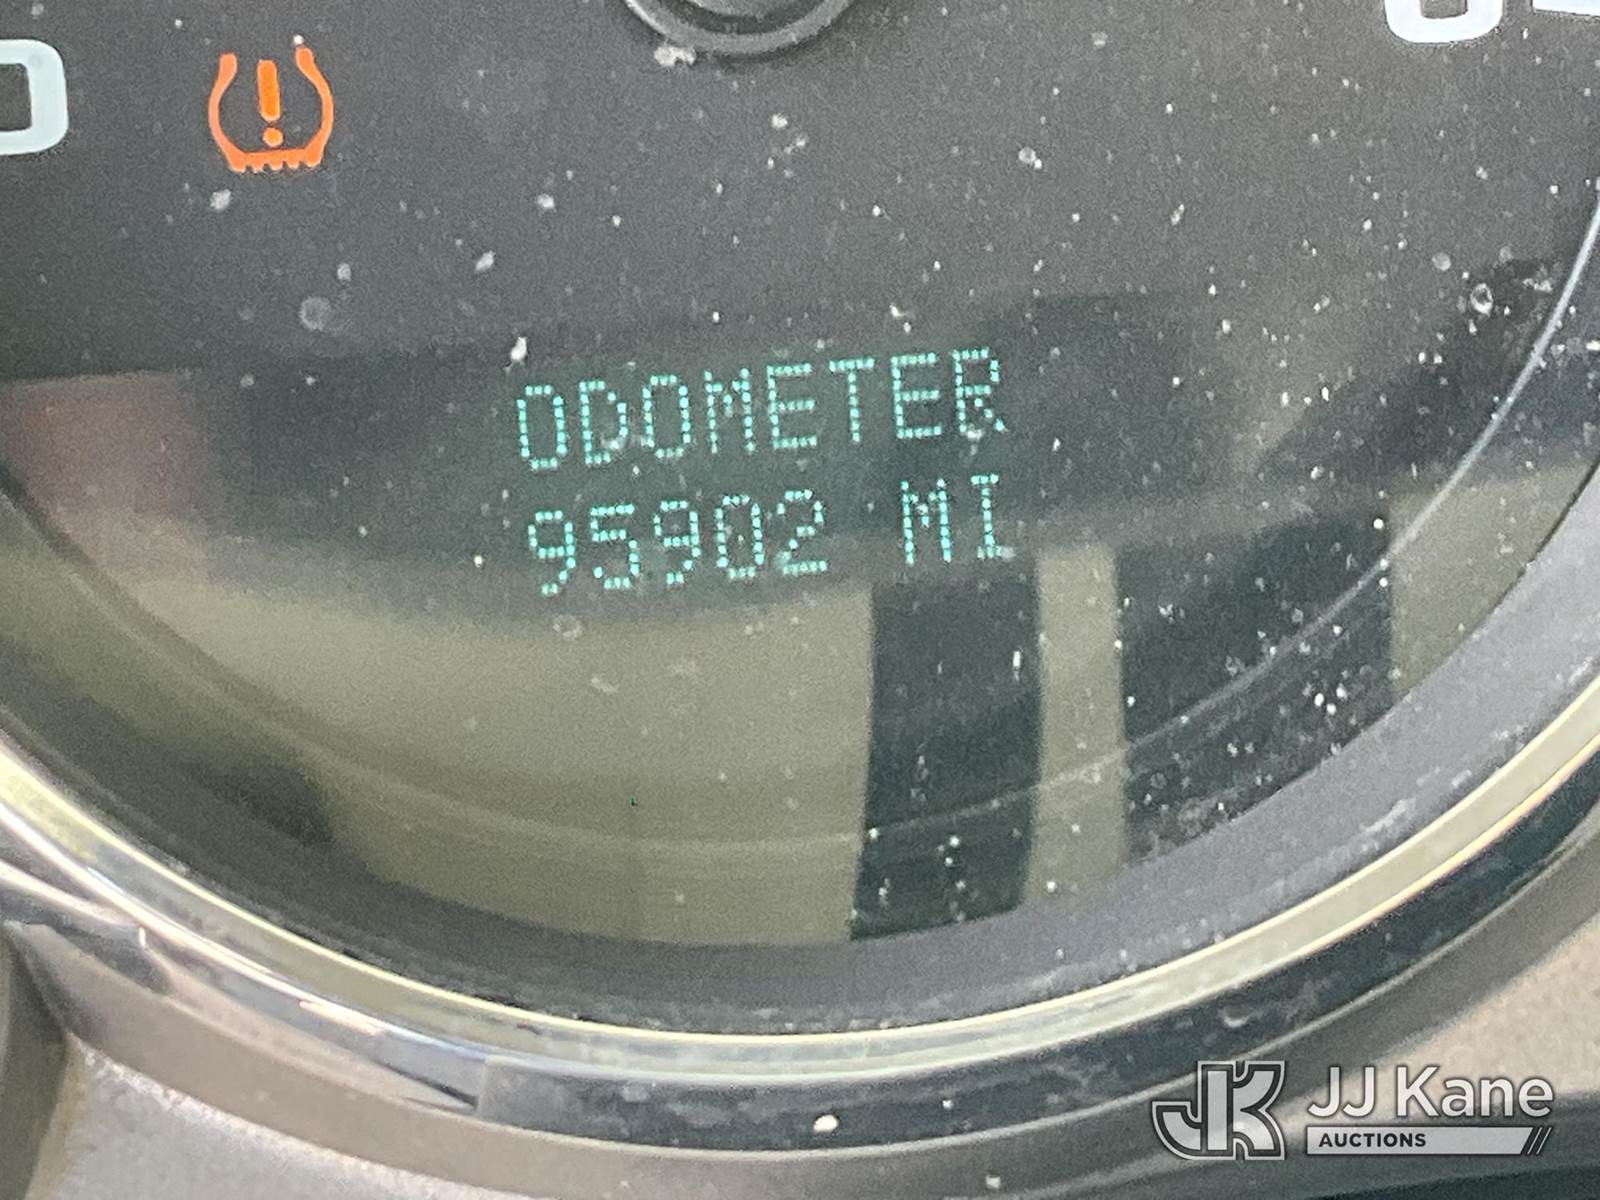 ODOMETER
95902 MI
JJ Kane
AUCTIONS